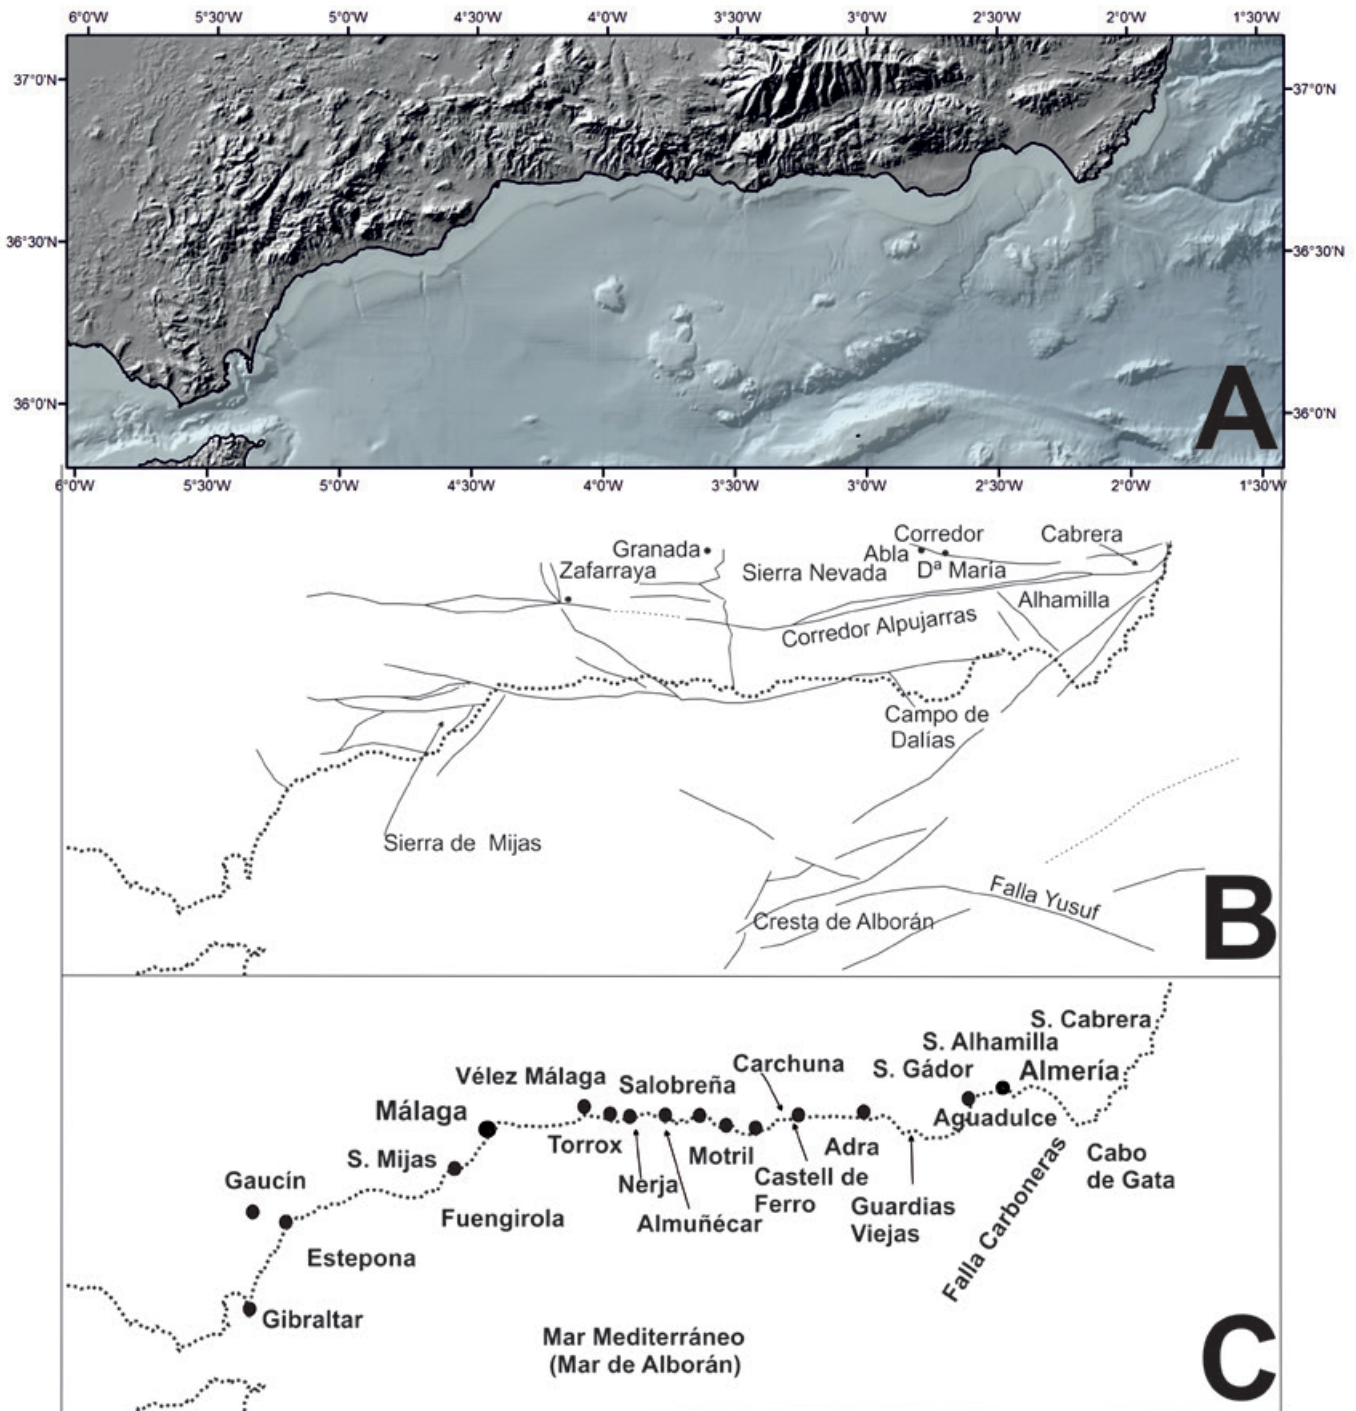 6°0'W 5°30'W 5°0'W 4°30'W 4°0'W 3°30'W 3°0'W 2°30'W 2°0'W 1°30'W
37°0'N
37°0'N
36°30'N
36°30'N
36°0'N
36°0'N
A
6°0'W 5°30'W 5°0'W 4°30'W 4°0'W 3°30'W 3°0'W 2°30'W 2°0'W 1°30'W
Granada
Zafarraya
Sierra Nevada
Corredor
Abla
Dª María
Cabrera
Alhamilla
Corredor Alpujarras
Campo de
Dalías
Sierra de Mijas
Falla Yusuf
Cresta de Alborán
B
S. Cabrera
S. Alhamilla
S. Gádor
Almería
Carchuna
Vélez Málaga
Salobreña
Málaga
Aguadulce
Torrox
Motril
Adra
S. Mijas
Nerja
Castell de
Ferro
Cabo
de Gata
Gaucín
Almuñécar
Guardias
Viejas
Fuengirola
Falla Carboneras
Estepona
Gibraltar
Mar Mediterráneo
(Mar de Alborán)
C